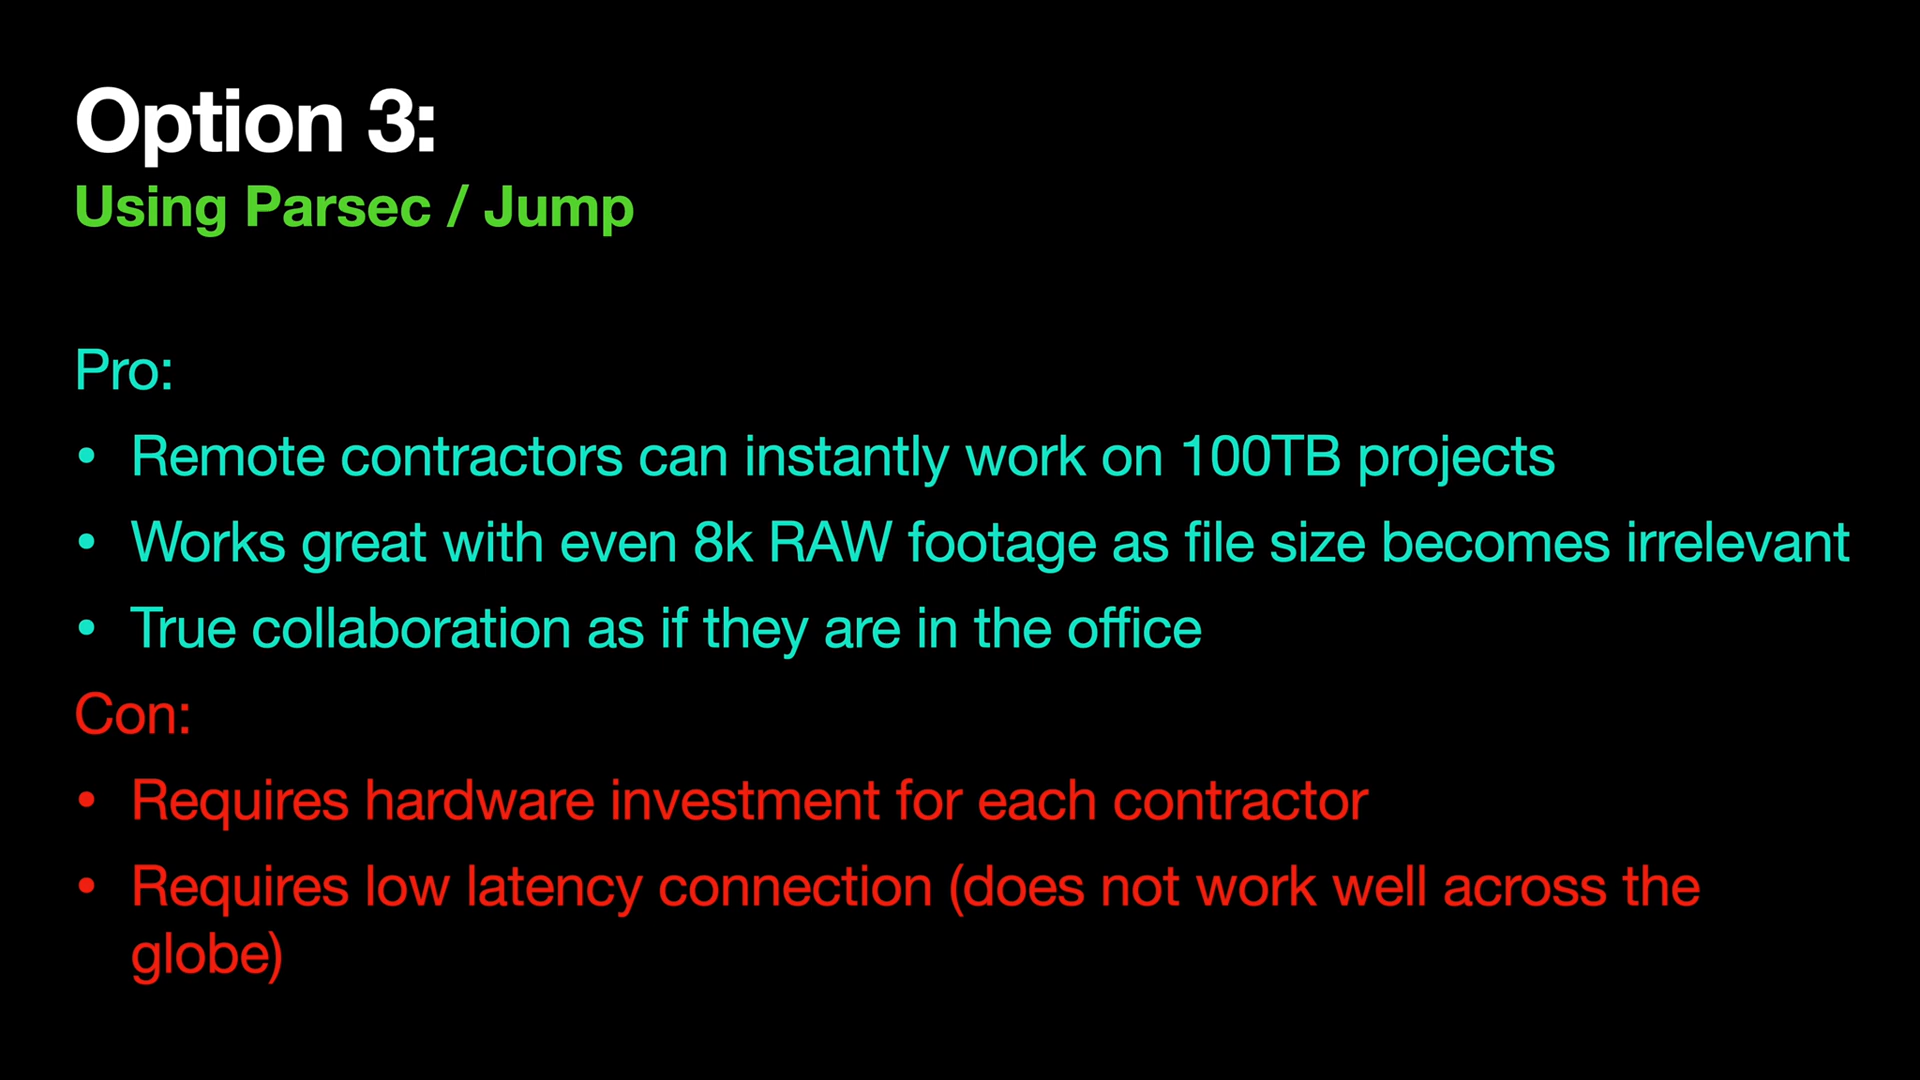 Option 3:
Using Parsec / Jump
Pro:
• Remote contractors can instantly work on 100TB projects
• Works great with even 8k RAW footage as file size becomes irrelevant
• True collaboration as if they are in the office
Con:
• Requires hardware investment for each contractor
• Requires low latency connection (does not work well across the
globe)